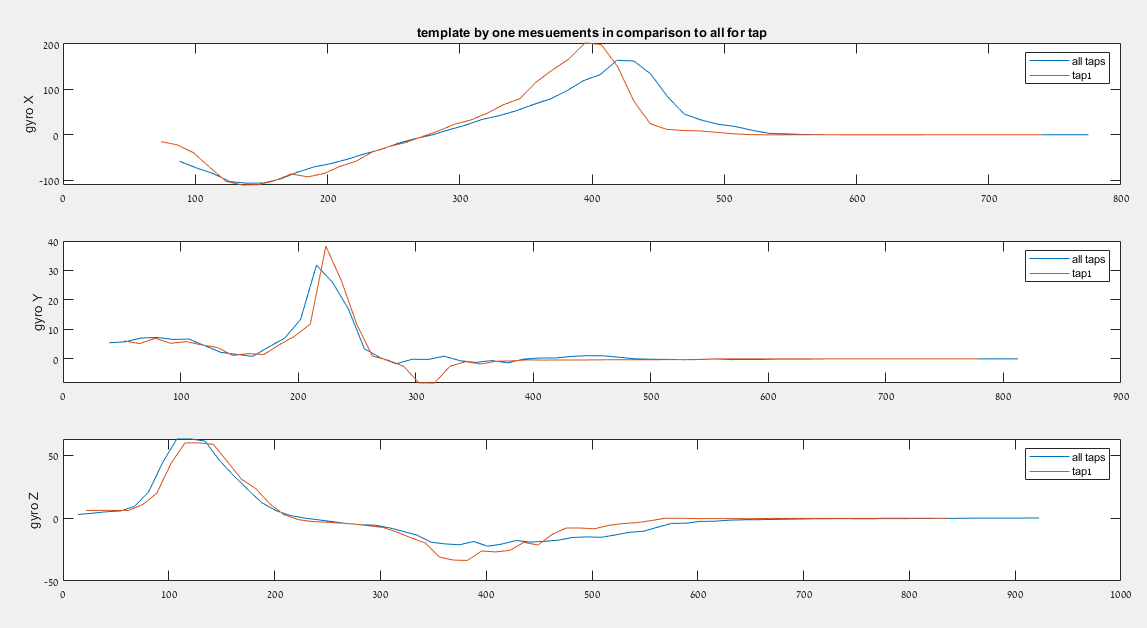 template by one mesuements in comparison to all for tap
200
100
0
-100
gyro X
all taps
tap1
0 100 200 300 400 500 600 700 800
40
30
20
10
0
gyro Y
all taps
tap1
0 100 200 300 400 500 600 700 800 900
50
0
-50
gyro Z
all taps
tap1
0 100 200 300 400 500 600 700 800 900 1000